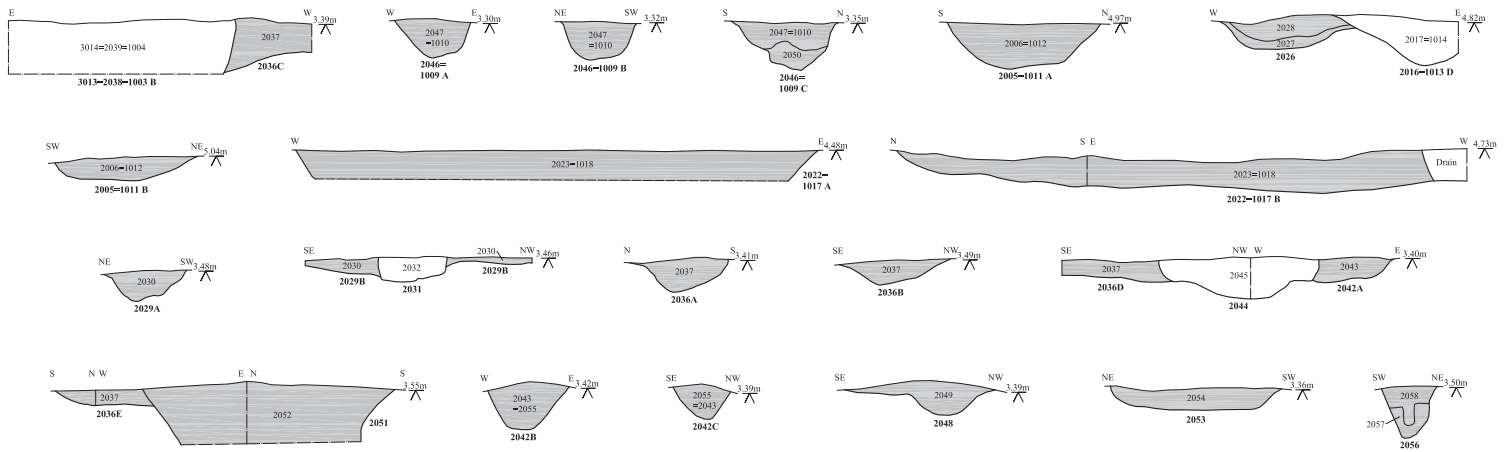 E W 3.39m
3014=2039=1004 2037
2036C
3013=2038=1003 B
W E 3.30m
2047
=1010
2046=
1009 A
NE SW 3.32m
2047
=1010
2046=1009 B
S N 3.35m
2047=1010
2050
2046=
1009 C
S N 4.97m
2006=1012
2005=1011 A
W E 4.82m
2028
2027
2017=1014
2026
2016=1013 D
SW NE 5.04m
2006=1012
2005=1011 B
W E 4.48m
2023=1018
2022=
1017 A
N S E W 4.73m
Drain
2023=1018
2022=1017 B
NE SW 3.48m
2030
2029A
SE 2030 NW 3.46m
2030 2032
2029B 2029B
2031
N S 3.41m
2037
2036A
SE NW 3.49m
2037
2036B
SE NW W E 3.40m
2037 2045 2043
2036D 2042A
2044
S N W E N S 3.55m
2037
2036E
2052
2051
W E 3.42m
2043
=2055
2042B
SE NW 3.39m
2055
=2043
2042C
SE NW 3.39m
2049
2048
NE SW 3.36m
2054
2053
SW NE 3.50m
2058
2057
2056